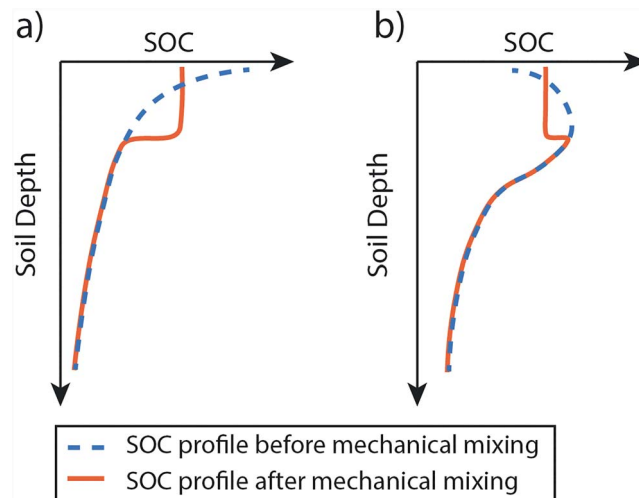 a)
SOC
Soil Depth
b)
SOC
Soil Depth
SOC profile before mechanical mixing
SOC profile after mechanical mixing